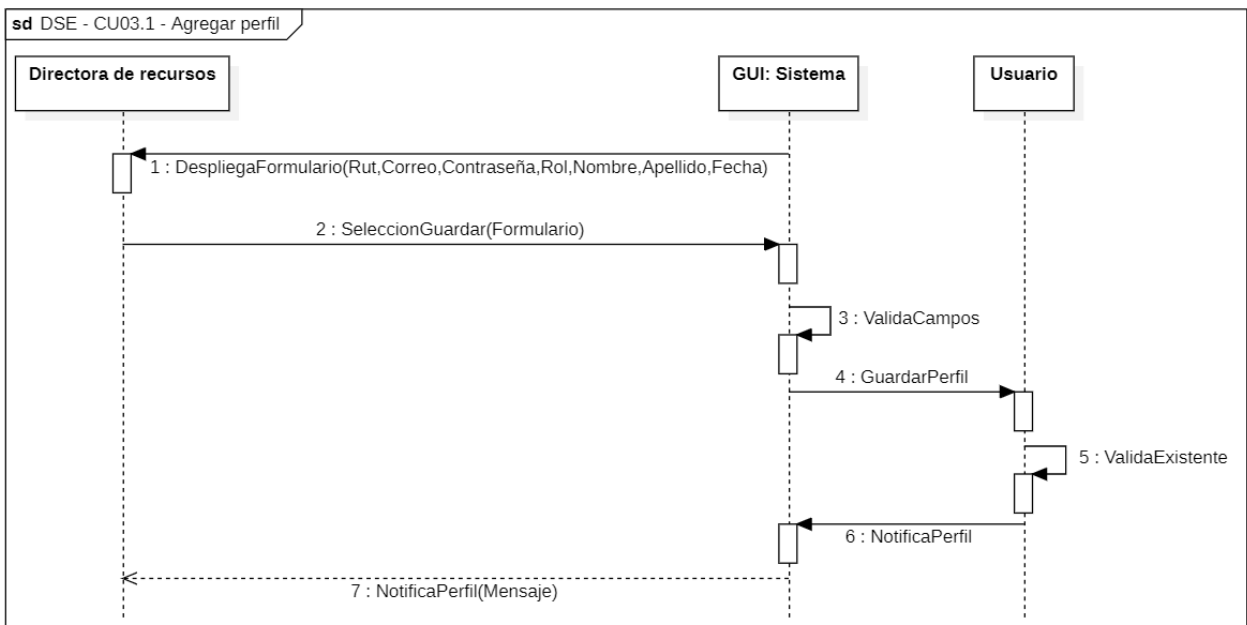 sd DSE - CU03.1 - Agregar perfil
Directora de recursos
GUI: Sistema
Usuario
1 : DespliegaFormulario(Rut,Correo,Contraseña,Rol,Nombre,Apellido,Fecha)
2 : SeleccionGuardar(Formulario)
3 : ValidaCampos
4 : GuardarPerfil
5 : ValidaExistente
6 : NotificaPerfil
7 : NotificaPerfil(Mensaje)